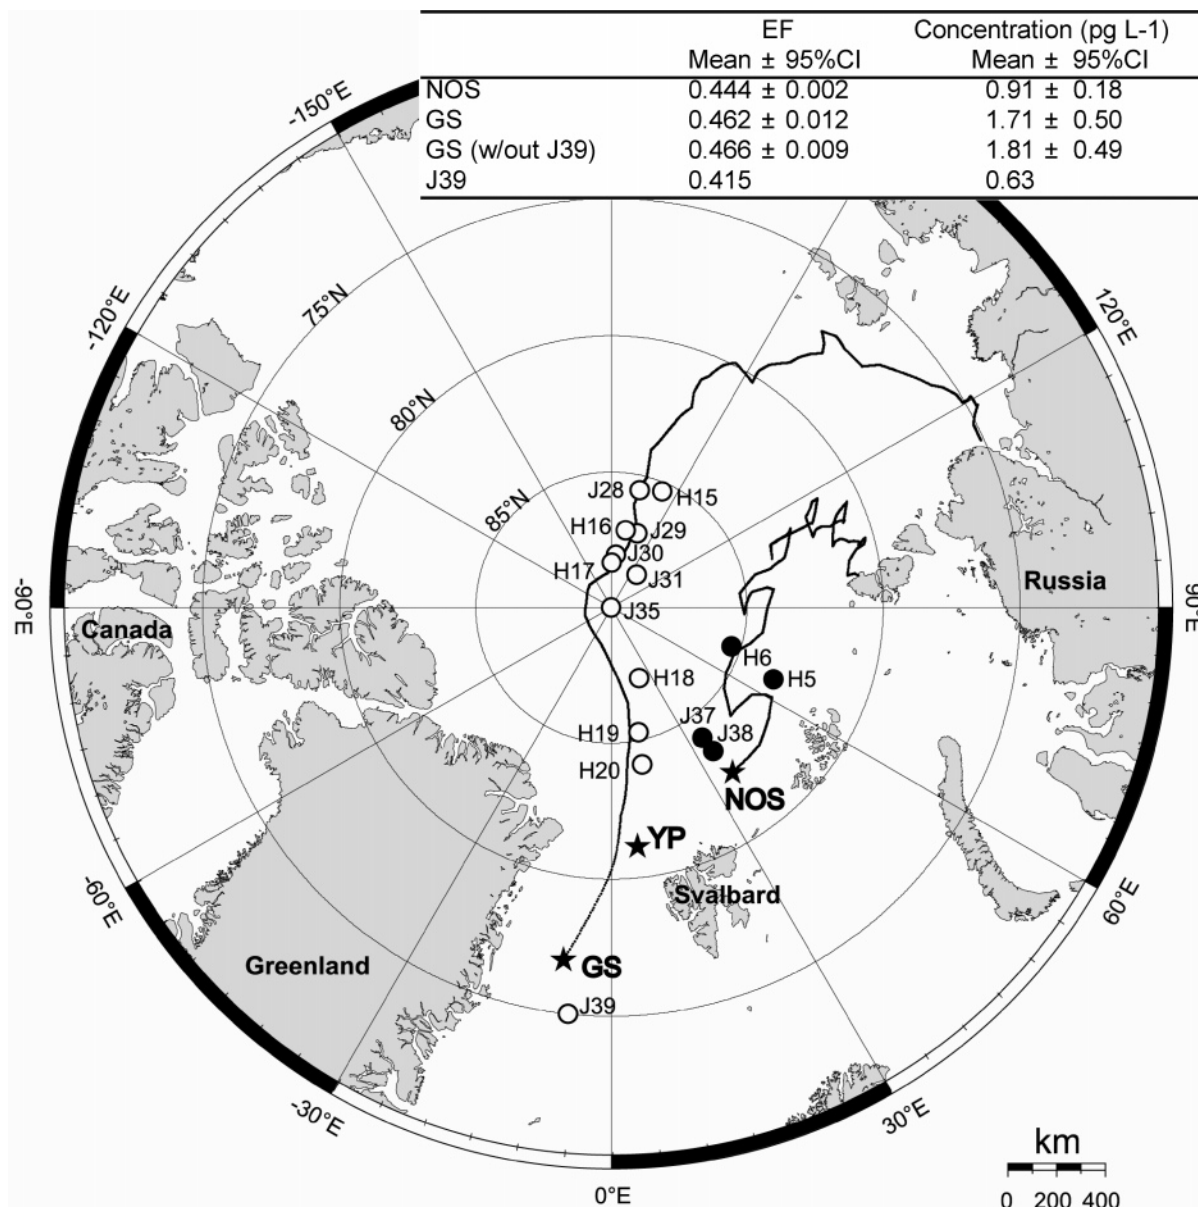 EF Concentration (pg L-1)
Mean ± 95%CI Mean ± 95%CI
NOS 0.444 ± 0.002 0.91 ± 0.18
GS 0.462 ± 0.012 1.71 ± 0.50
GS (w/out J39) 0.466 ± 0.009 1.81 ± 0.49
J39 0.415 0.63
-150°E
-120°E
120°E
75°N
80°N
85°N
J28
H15
H16
J29
J30
H17
J31
-90°E
Canada
Russia
90°E
J35
H6
H18
H5
J37
H19
J38
H20
NOS
YP
Svalbard
-60°E
60°E
Greenland
GS
J39
-30°E
30°E
km
0°E
0 200 400